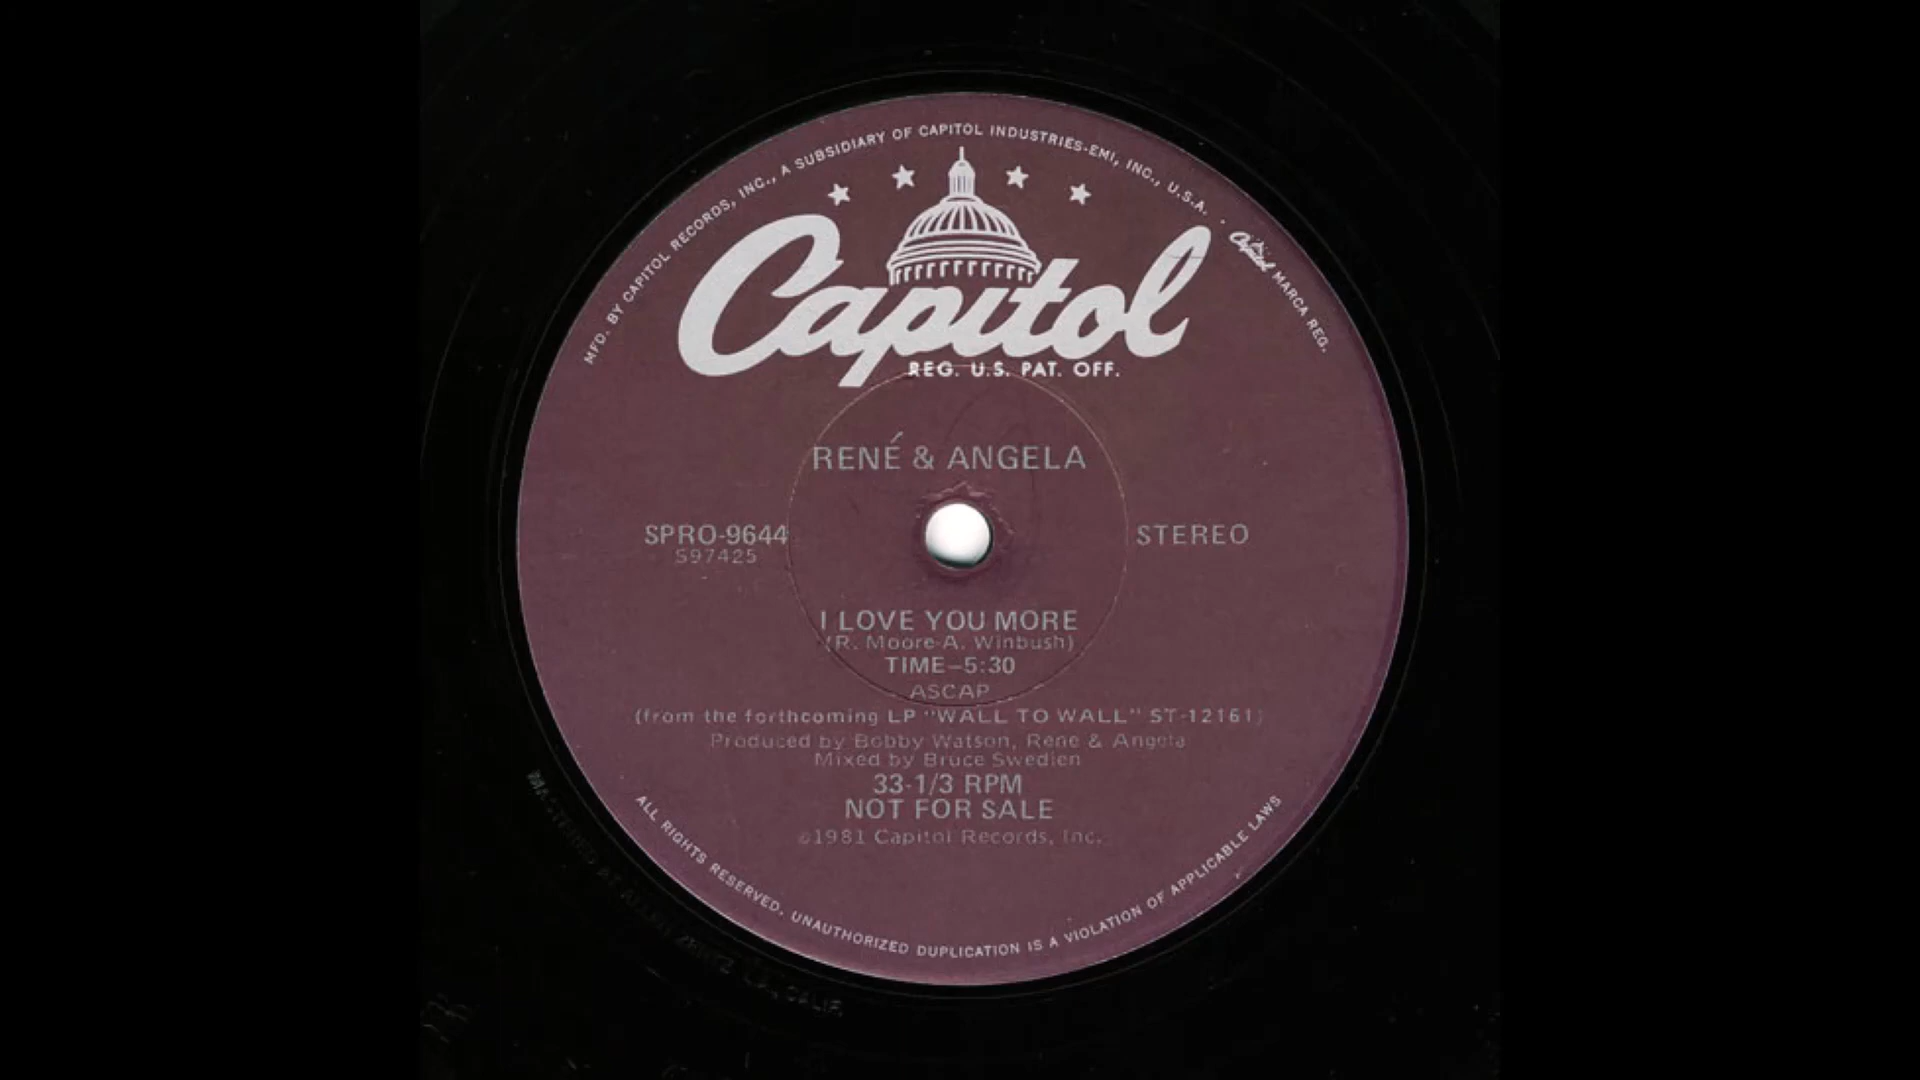 MFD. BY CAPITOL RECORDS, INC., A SUBSIDIARY OF CAPITOL INDUSTRIES-EMI, INC., U.S.A. · Capitol MARCA REG.
Capitol
REG. U.S. PAT. OFF.
RENÉ & ANGELA
SPRO-9644
S97425
STEREO
I LOVE YOU MORE
(R. Moore-A. Winbush)
TIME–5:30
ASCAP
(from the forthcoming LP "WALL TO WALL" ST-12161)
Produced by Bobby Watson, Rene & Angela
Mixed by Bruce Swedien
33-1/3 RPM
NOT FOR SALE
©1981 Capitol Records, Inc.
ALL RIGHTS RESERVED. UNAUTHORIZED DUPLICATION IS A VIOLATION OF APPLICABLE LAWS